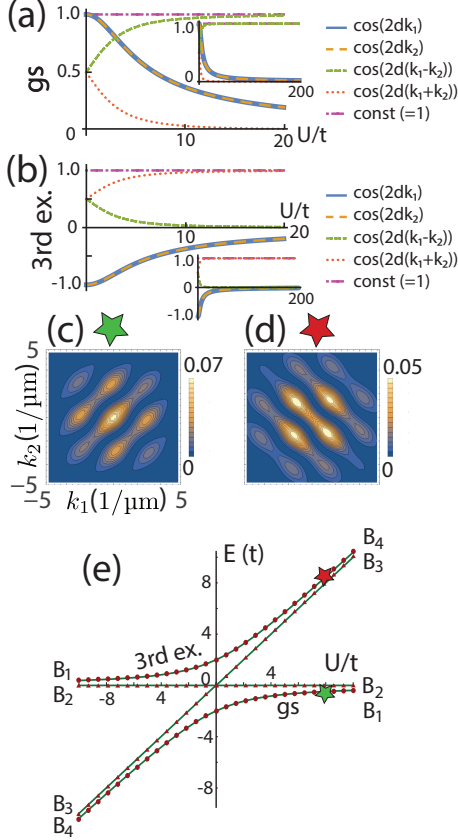 (a)
gs
1.0
0.5
0
10
U/t
20
1.0
0
200
cos(2dk₁)
cos(2dk₂)
cos(2d(k₁-k₂))
cos(2d(k₁+k₂))
const (=1)
(b)
3rd ex.
1.0
0
-1.0
10
U/t
20
1.0
0
-1.0
200
cos(2dk₁)
cos(2dk₂)
cos(2d(k₁-k₂))
cos(2d(k₁+k₂))
const (=1)
(c)
(d)
5
k₂(1/µm)
-5
-5
k₁(1/µm)
5
0.07
0
0.05
0
(e)
E (t)
8
4
0
-4
-8
-8
-4
4
U/t
3rd ex.
gs
B₁
B₂
B₃
B₄
B₄
B₃
B₂
B₁